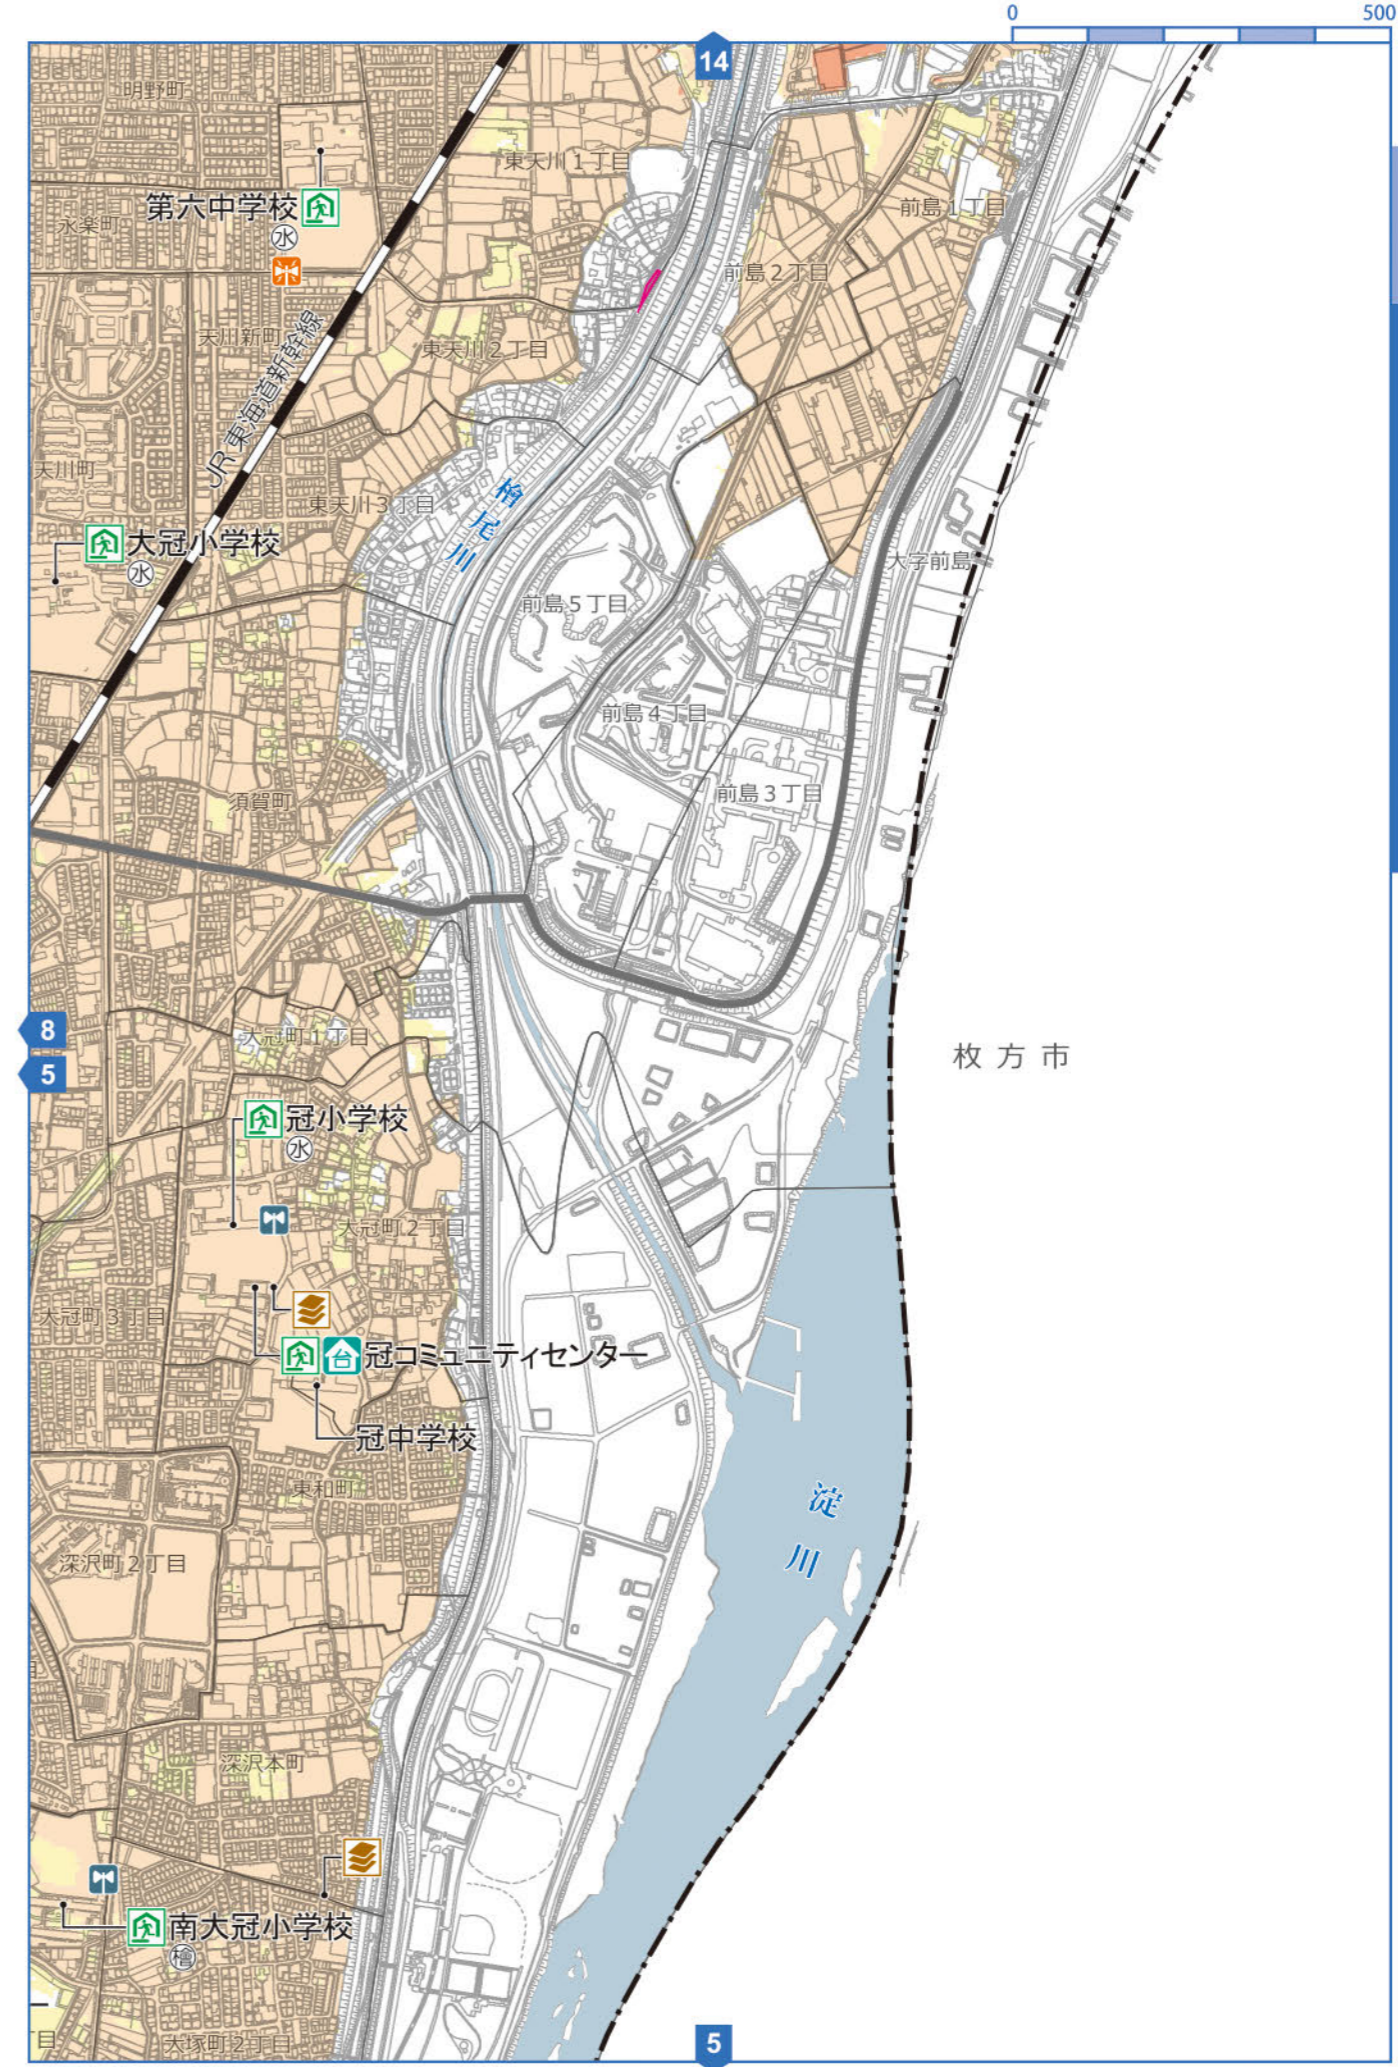 0
500
14
明野町
東天川1丁目
第六中学校
水
永楽町
前島1丁目
前島2丁目
天川新町
東天川2丁目
JR東海道新幹線
天川町
東天川3丁目
檜尾川
大冠小学校
水
大字前島
前島5丁目
前島4丁目
前島3丁目
須賀町
8
5
大冠町1丁目
枚方市
冠小学校
水
大冠町2丁目
大冠町3丁目
台
冠コミュニティセンター
冠中学校
東和町
淀川
深沢町2丁目
深沢本町
南大冠小学校
檜
丁目
大塚町2丁目
5